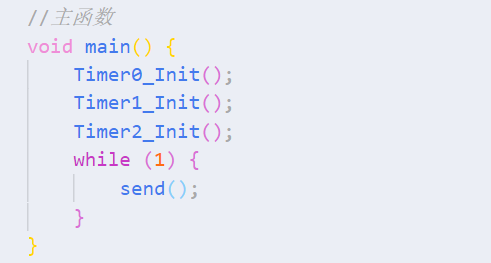 //主函数
void main() {
    Timer0_Init();
    Timer1_Init();
    Timer2_Init();
    while (1) {
        send();
    }
}